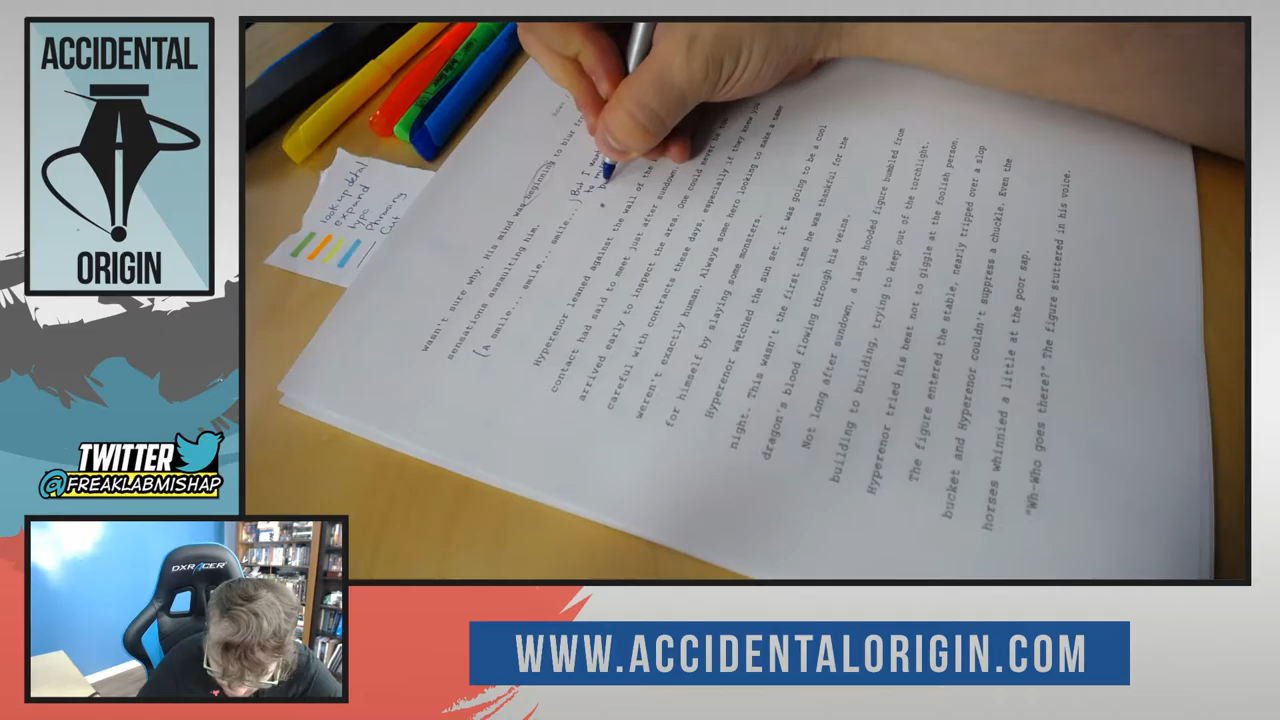 ACCIDENTAL
ORIGIN
TWITTER
@FREAKLABMISHAP
DXRACER
WWW.ACCIDENTALORIGIN.COM
look up detail
expand
typo
Phrasing
Cut
wasn't sure why. His mind was beginning to blur
sensations assaulting him.
(A smile... smile... smile... smile...) But I
Hyperenor leaned against the wall of the
contact had said to meet just after sundown,
arrived early to inspect the area. One could never be
careful with contracts these days, especially if they knew you
weren't exactly human. Always some hero looking to make a name
for himself by slaying some monsters.
Hyperenor watched the sun set. It was going to be a cool
night. This wasn't the first time he was thankful for the
dragon's blood flowing through his veins.
Not long after sundown, a large hooded figure bumbled from
building to building, trying to keep out of the torchlight.
Hyperenor tried his best not to giggle at the foolish person.
The figure entered the stable, nearly tripped over a slop
bucket and Hyperenor couldn't suppress a chuckle. Even the
horses whinnied a little at the poor sap.
"Wh-Who goes there?" The figure stuttered in his voice.